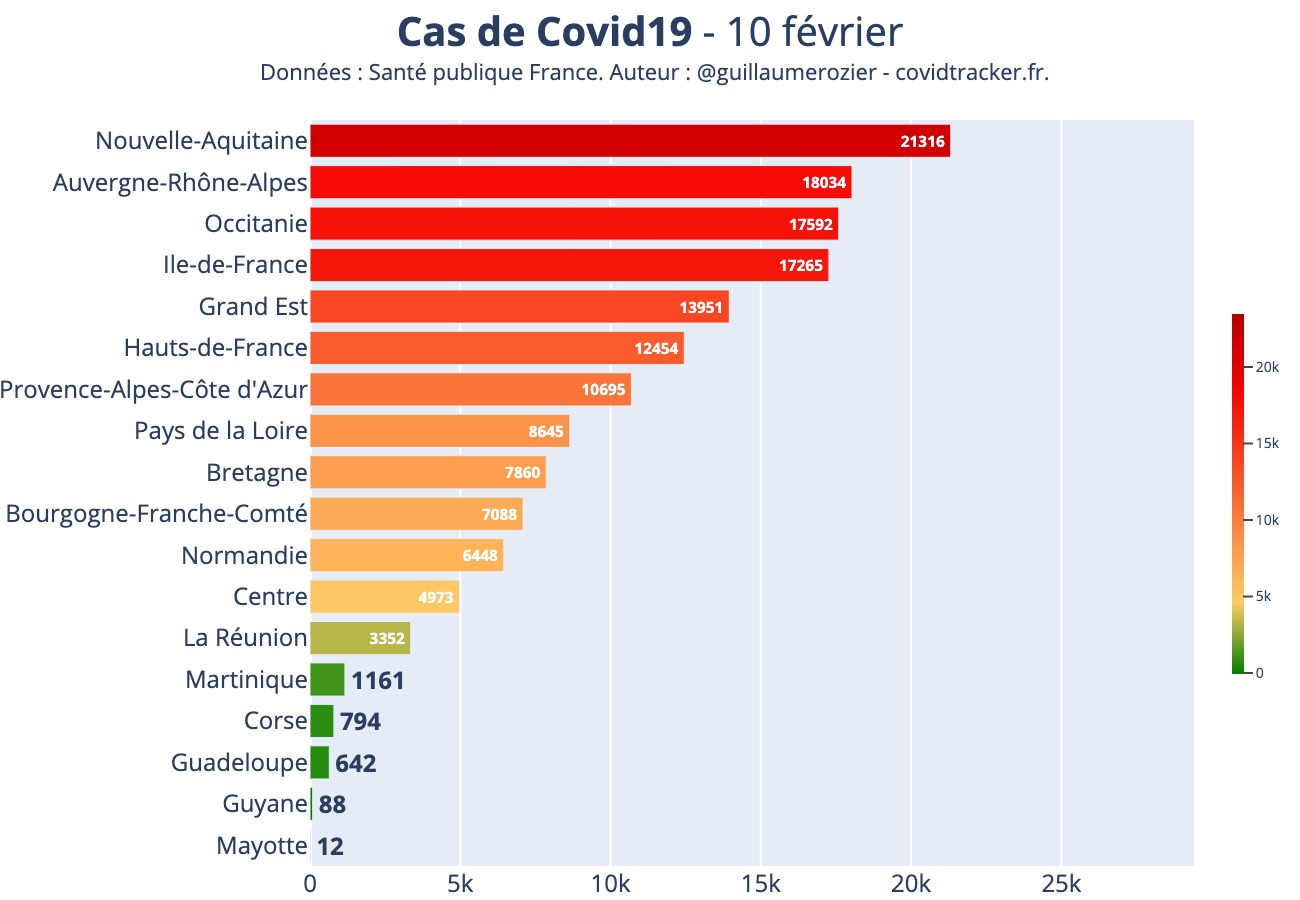 Cas de Covid19 - 10 février
Données : Santé publique France. Auteur : @guillaumerozier - covidtracker.fr.
Nouvelle-Aquitaine 21316
Auvergne-Rhône-Alpes 18034
Occitanie 17592
Ile-de-France 17265
Grand Est 13951
Hauts-de-France 12454
Provence-Alpes-Côte d'Azur 10695
Pays de la Loire 8645
Bretagne 7860
Bourgogne-Franche-Comté 7088
Normandie 6448
Centre 4973
La Réunion 3352
Martinique 1161
Corse 794
Guadeloupe 642
Guyane 88
Mayotte 12
0 5k 10k 15k 20k 25k
20k
15k
10k
5k
0